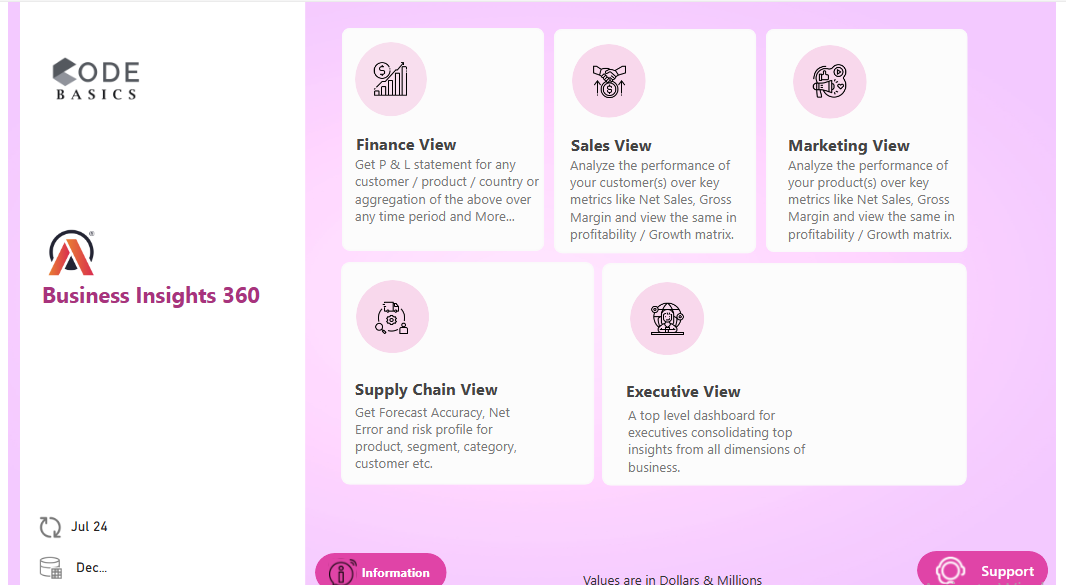 CODE
BASICS
®
Business Insights 360
Jul 24
Dec...
Finance View
Get P & L statement for any
customer / product / country or
aggregation of the above over
any time period and More...
Sales View
Analyze the performance of
your customer(s) over key
metrics like Net Sales, Gross
Margin and view the same in
profitability / Growth matrix.
Marketing View
Analyze the performance of
your product(s) over key
metrics like Net Sales, Gross
Margin and view the same in
profitability / Growth matrix.
Supply Chain View
Get Forecast Accuracy, Net
Error and risk profile for
product, segment, category,
customer etc.
Executive View
A top level dashboard for
executives consolidating top
insights from all dimensions of
business.
Information
Values are in Dollars & Millions
Support